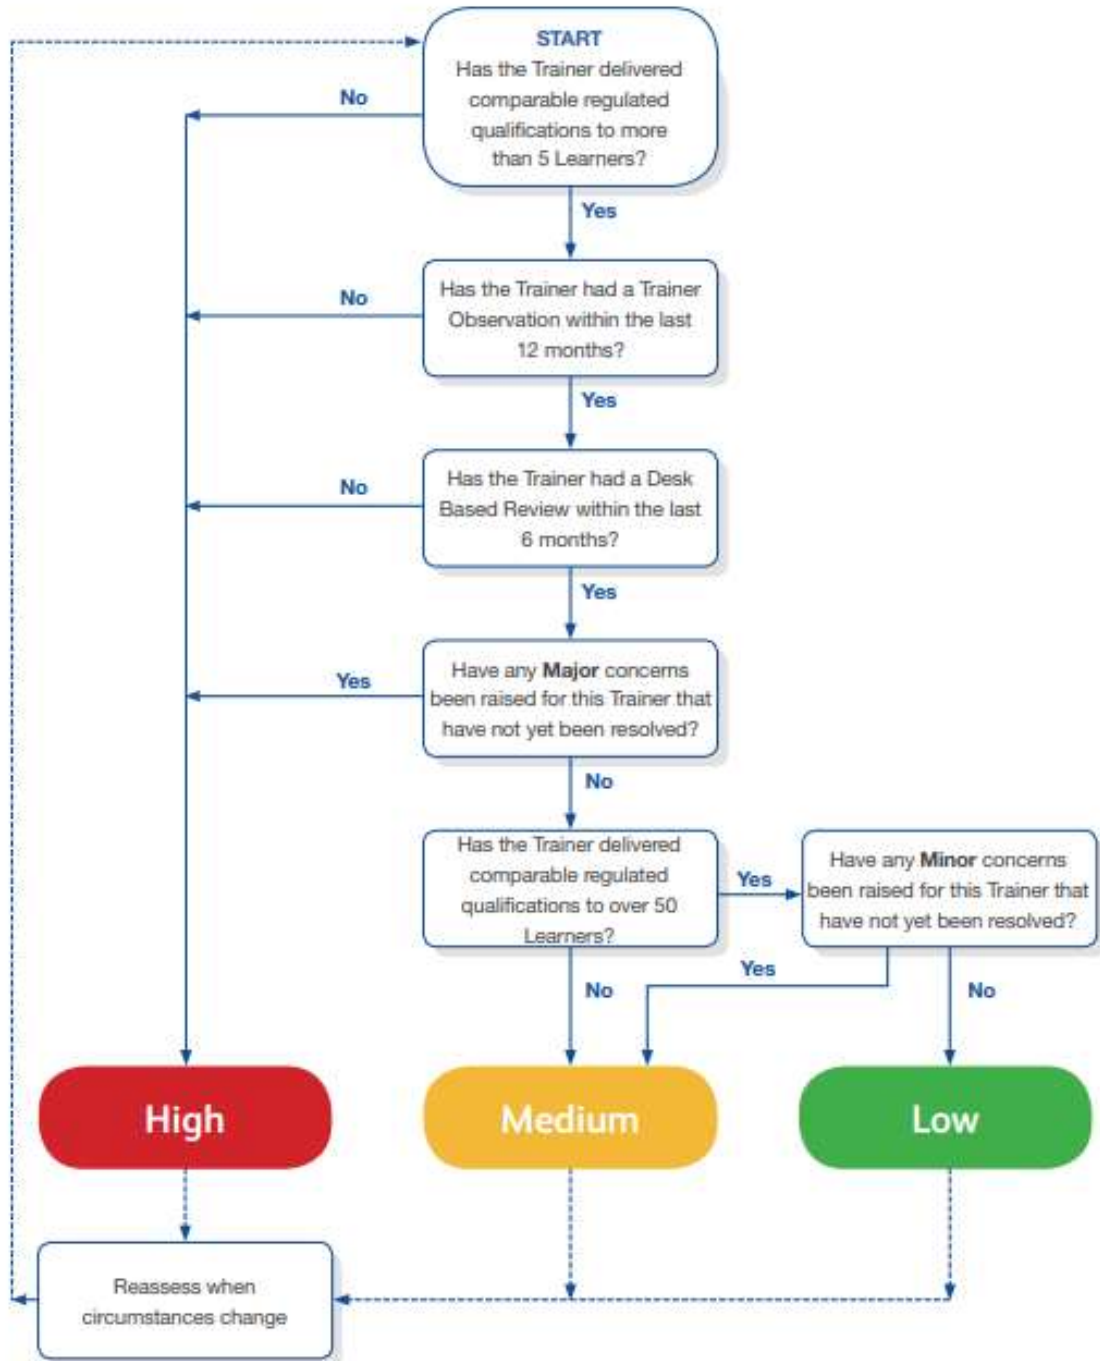 START
Has the Trainer delivered
comparable regulated
qualifications to more
than 5 Learners?
No
Yes
Has the Trainer had a Trainer
Observation within the last
12 months?
No
Yes
Has the Trainer had a Desk
Based Review within the last
6 months?
No
Yes
Have any Major concerns
been raised for this Trainer that
have not yet been resolved?
Yes
No
Has the Trainer delivered
comparable regulated
qualifications to over 50
Learners?
Yes
Have any Minor concerns
been raised for this Trainer that
have not yet been resolved?
No
Yes
No
High
Medium
Low
Reassess when
circumstances change